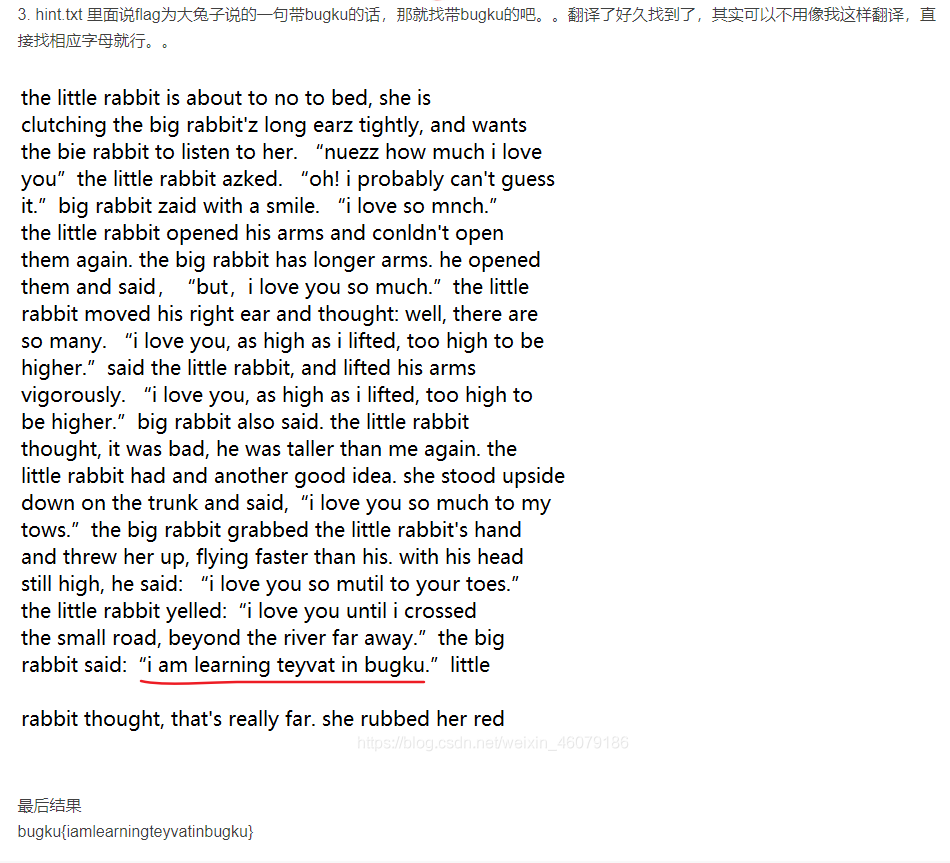 3. hint.txt 里面说flag为大兔子说的一句带bugku的话，那就找带bugku的吧。。翻译了好久找到了，其实可以不用像我这样翻译，直
接找相应字母就行。。
the little rabbit is about to no to bed, she is
clutching the big rabbit'z long earz tightly, and wants
the bie rabbit to listen to her. “nuezz how much i love
you” the little rabbit azked. “oh! i probably can't guess
it.” big rabbit zaid with a smile. “i love so mnch.”
the little rabbit opened his arms and conldn't open
them again. the big rabbit has longer arms. he opened
them and said， “but，i love you so much.” the little
rabbit moved his right ear and thought: well, there are
so many. “i love you, as high as i lifted, too high to be
higher.” said the little rabbit, and lifted his arms
vigorously. “i love you, as high as i lifted, too high to
be higher.” big rabbit also said. the little rabbit
thought, it was bad, he was taller than me again. the
little rabbit had and another good idea. she stood upside
down on the trunk and said, “i love you so much to my
tows.” the big rabbit grabbed the little rabbit's hand
and threw her up, flying faster than his. with his head
still high, he said: “i love you so mutil to your toes.”
the little rabbit yelled: “i love you until i crossed
the small road, beyond the river far away.” the big
rabbit said: “i am learning teyvat in bugku.” little
rabbit thought, that's really far. she rubbed her red
https://blog.csdn.net/weixin_46079186
最后结果
bugku{iamlearningteyvatinbugku}